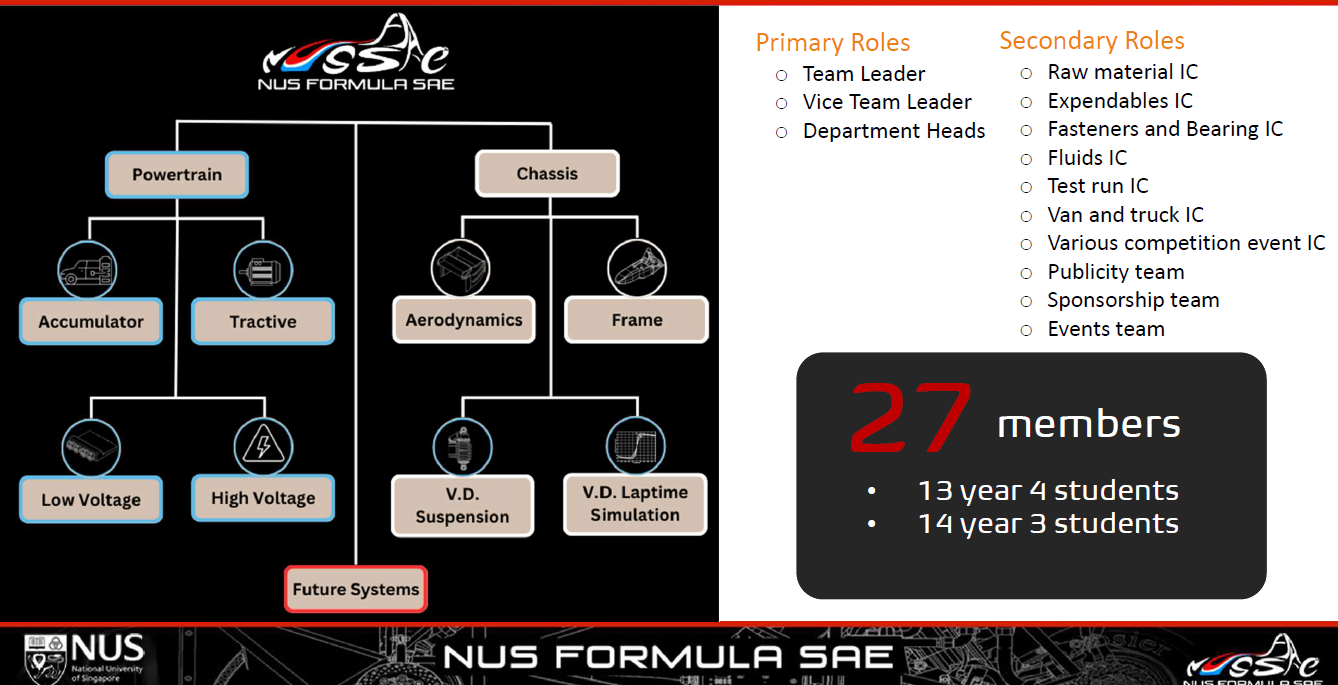 NUS FORMULA SAE
Powertrain
Chassis
Accumulator
Tractive
Aerodynamics
Frame
Low Voltage
High Voltage
V.D.
Suspension
V.D. Laptime
Simulation
Future Systems
Primary Roles
Team Leader
Vice Team Leader
Department Heads
Secondary Roles
Raw material IC
Expendables IC
Fasteners and Bearing IC
Fluids IC
Test run IC
Van and truck IC
Various competition event IC
Publicity team
Sponsorship team
Events team
27 members
• 13 year 4 students
• 14 year 3 students
NUS
National University
of Singapore
NUS FORMULA SAE
NUS FORMULA SAE